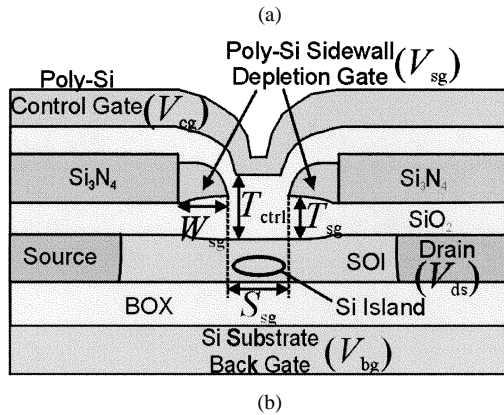 (a)
Poly-Si Sidewall
Depletion Gate (V_sg)
Poly-Si
Control Gate (V_cg)
Si3N4
Si3N4
T_ctrl
T_sg
W_sg
SiO2
Source
SOI
Drain
(V_ds)
BOX
S_sg
Si Island
Si Substrate
Back Gate (V_bg)
(b)